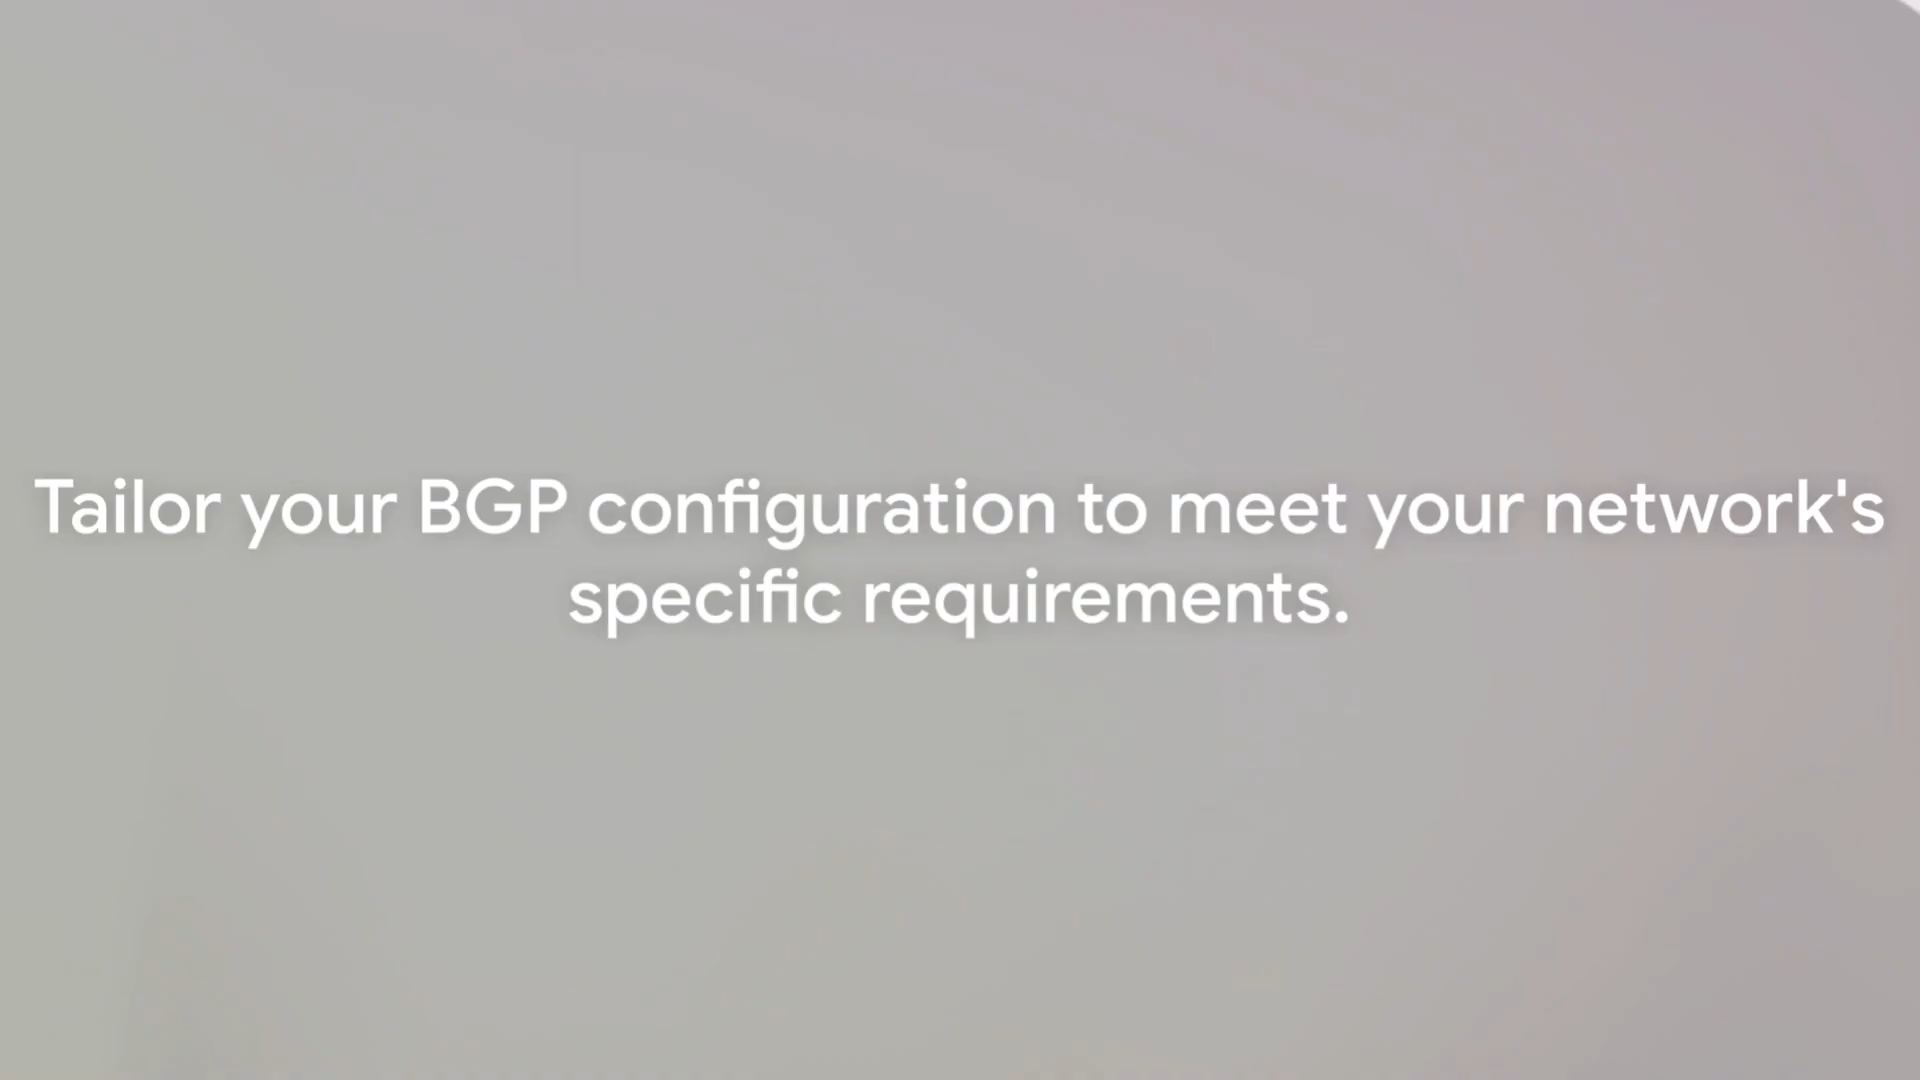 Tailor your BGP configuration to meet your network's
specific requirements.